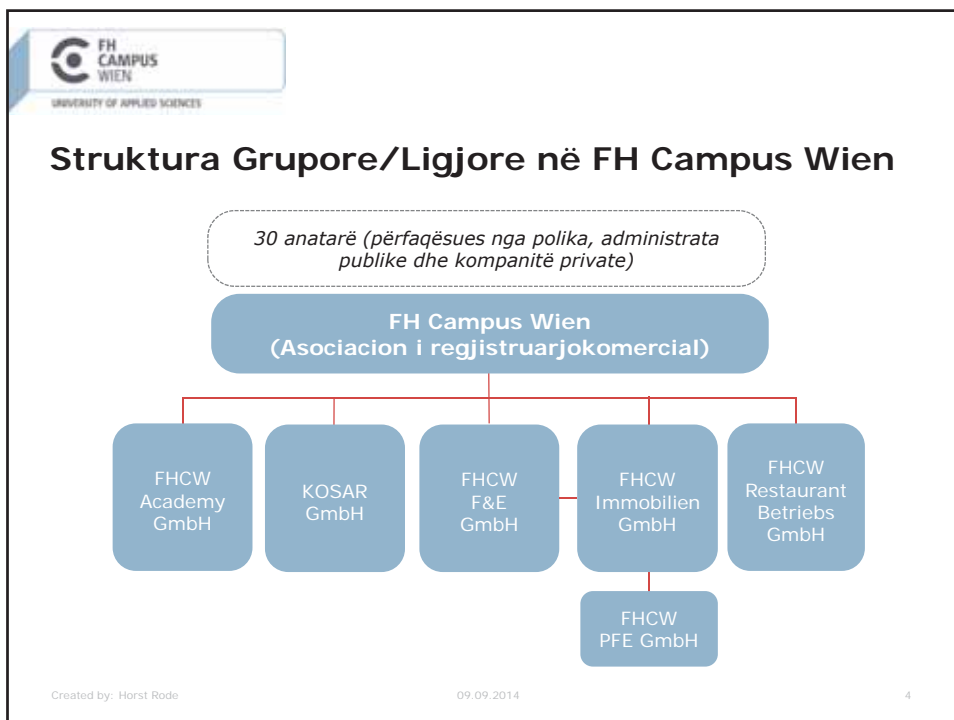 FH
CAMPUS
WIEN
UNIVERSITY OF APPLIED SCIENCES
Struktura Grupore/Ligjore në FH Campus Wien
30 anatarë (përfaqësues nga polika, administrata
publike dhe kompanitë private)
FH Campus Wien
(Asociacion i regjistruarjokomercial)
FHCW
Academy
GmbH
KOSAR
GmbH
FHCW
F&E
GmbH
FHCW
Immobilien
GmbH
FHCW
Restaurant
Betriebs
GmbH
FHCW
PFE GmbH
Created by: Horst Rode
09.09.2014
4